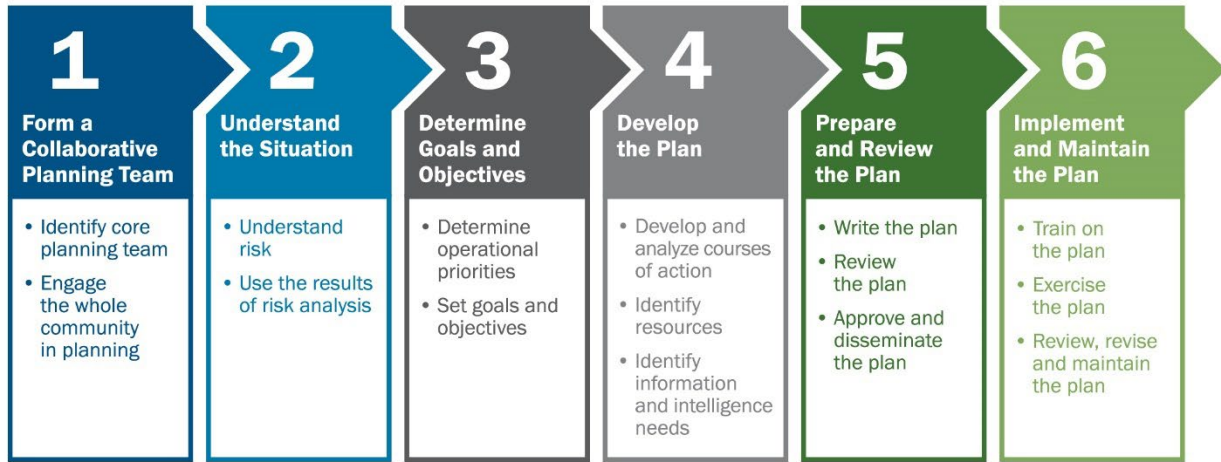 1
Form a
Collaborative
Planning Team
• Identify core
planning team
• Engage
the whole
community
in planning
2
Understand
the Situation
• Understand
risk
• Use the results
of risk analysis
3
Determine
Goals and
Objectives
• Determine
operational
priorities
• Set goals and
objectives
4
Develop
the Plan
• Develop and
analyze courses
of action
• Identify
resources
• Identify
information
and intelligence
needs
5
Prepare
and Review
the Plan
• Write the plan
• Review
the plan
• Approve and
disseminate
the plan
6
Implement
and Maintain
the Plan
• Train on
the plan
• Exercise
the plan
• Review, revise
and maintain
the plan